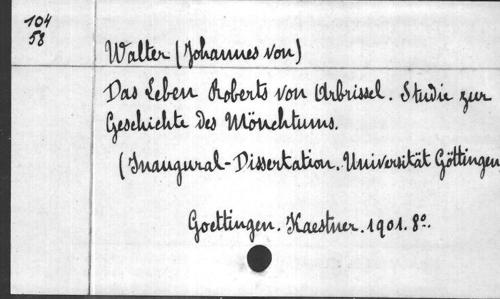 104
58
Walter (Johannes von)
Das Leben Roberts von Arbrissel. Studie zur
Geschichte des Mönchtums.
(Inaugural-Dissertation. Universität Göttingen
Goettingen. Kaestner. 1901. 8º.